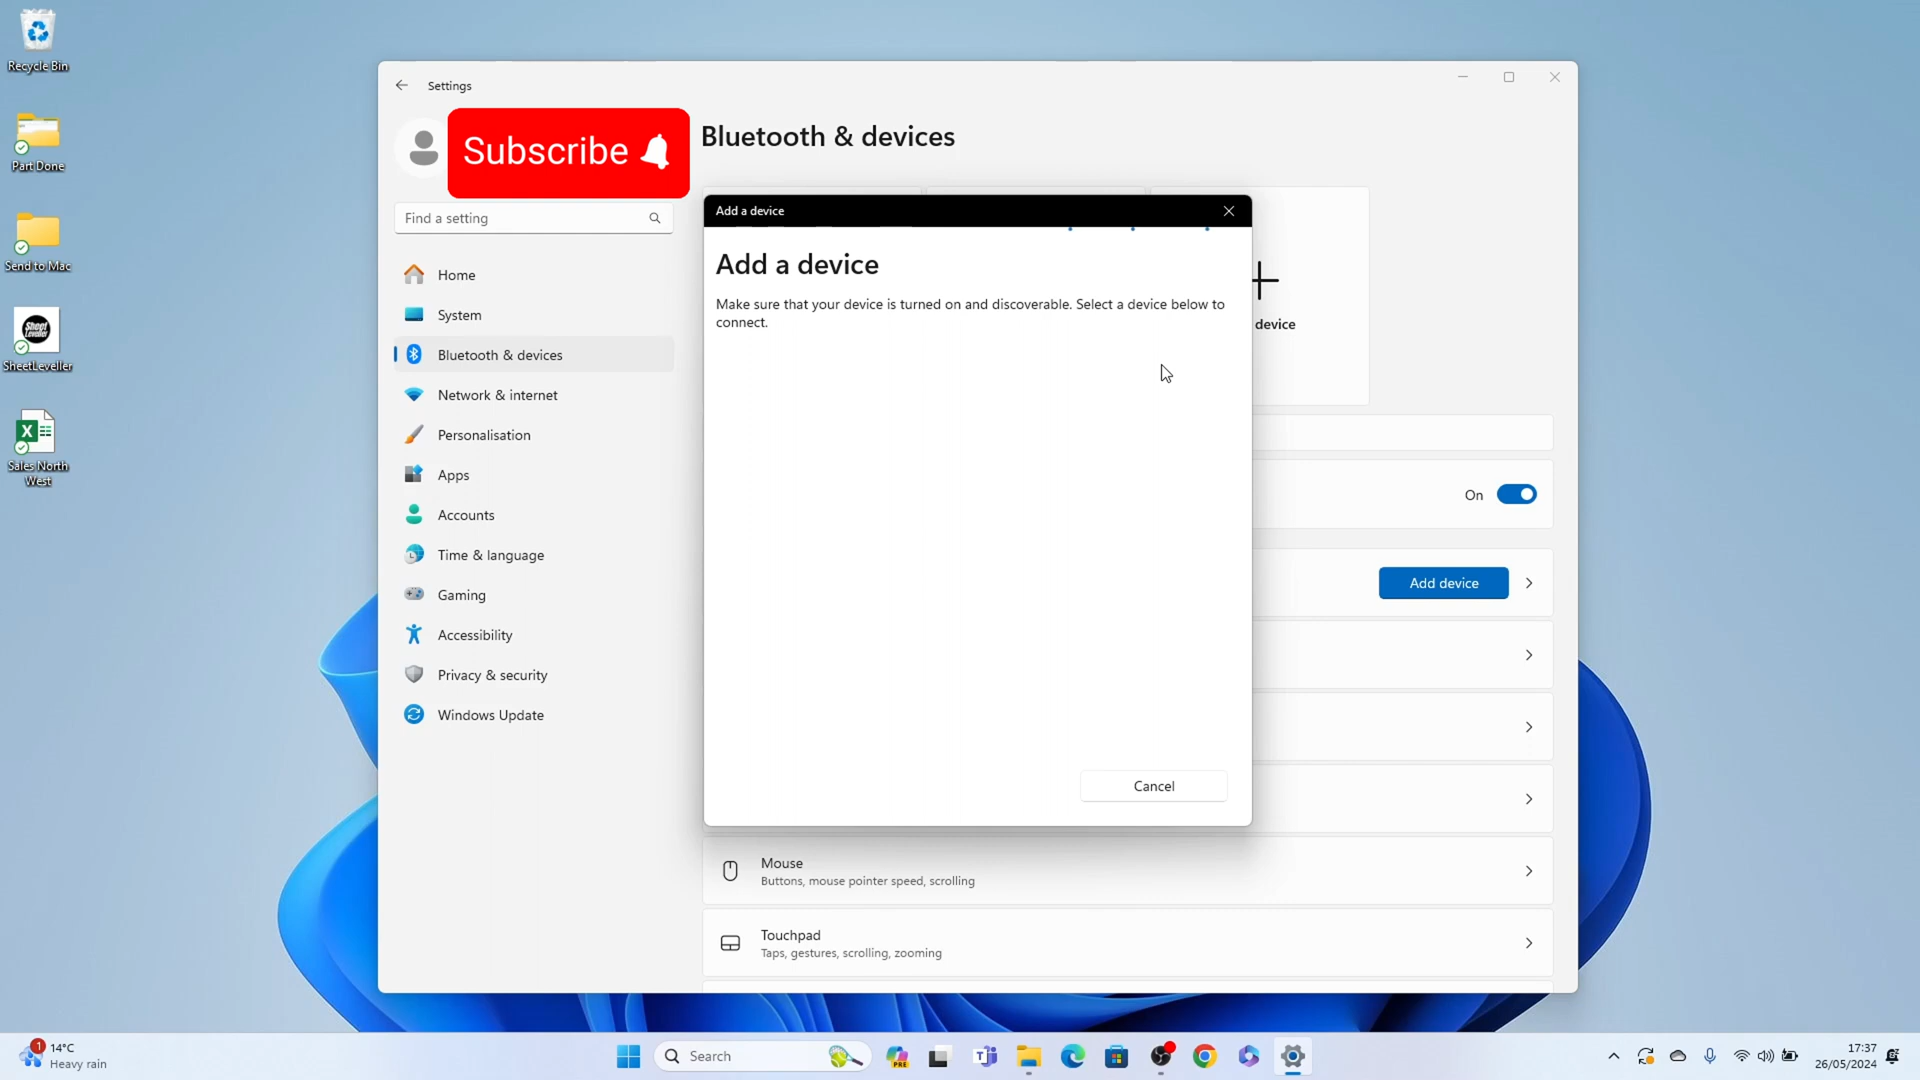 Recycle Bin
Part Done
Send to Mac
Sheet
Leveller
SheetLeveller
Sales North
West
Settings
Subscribe
Find a setting
Home
System
Bluetooth & devices
Network & internet
Personalisation
Apps
Accounts
Time & language
Gaming
Accessibility
Privacy & security
Windows Update
Bluetooth & devices
Add a device
Add a device
Make sure that your device is turned on and discoverable. Select a device below to
connect.
Cancel
device
On
Add device
Mouse
Buttons, mouse pointer speed, scrolling
Touchpad
Taps, gestures, scrolling, zooming
1
14°C
Heavy rain
Search
PRE
17:37
26/05/2024